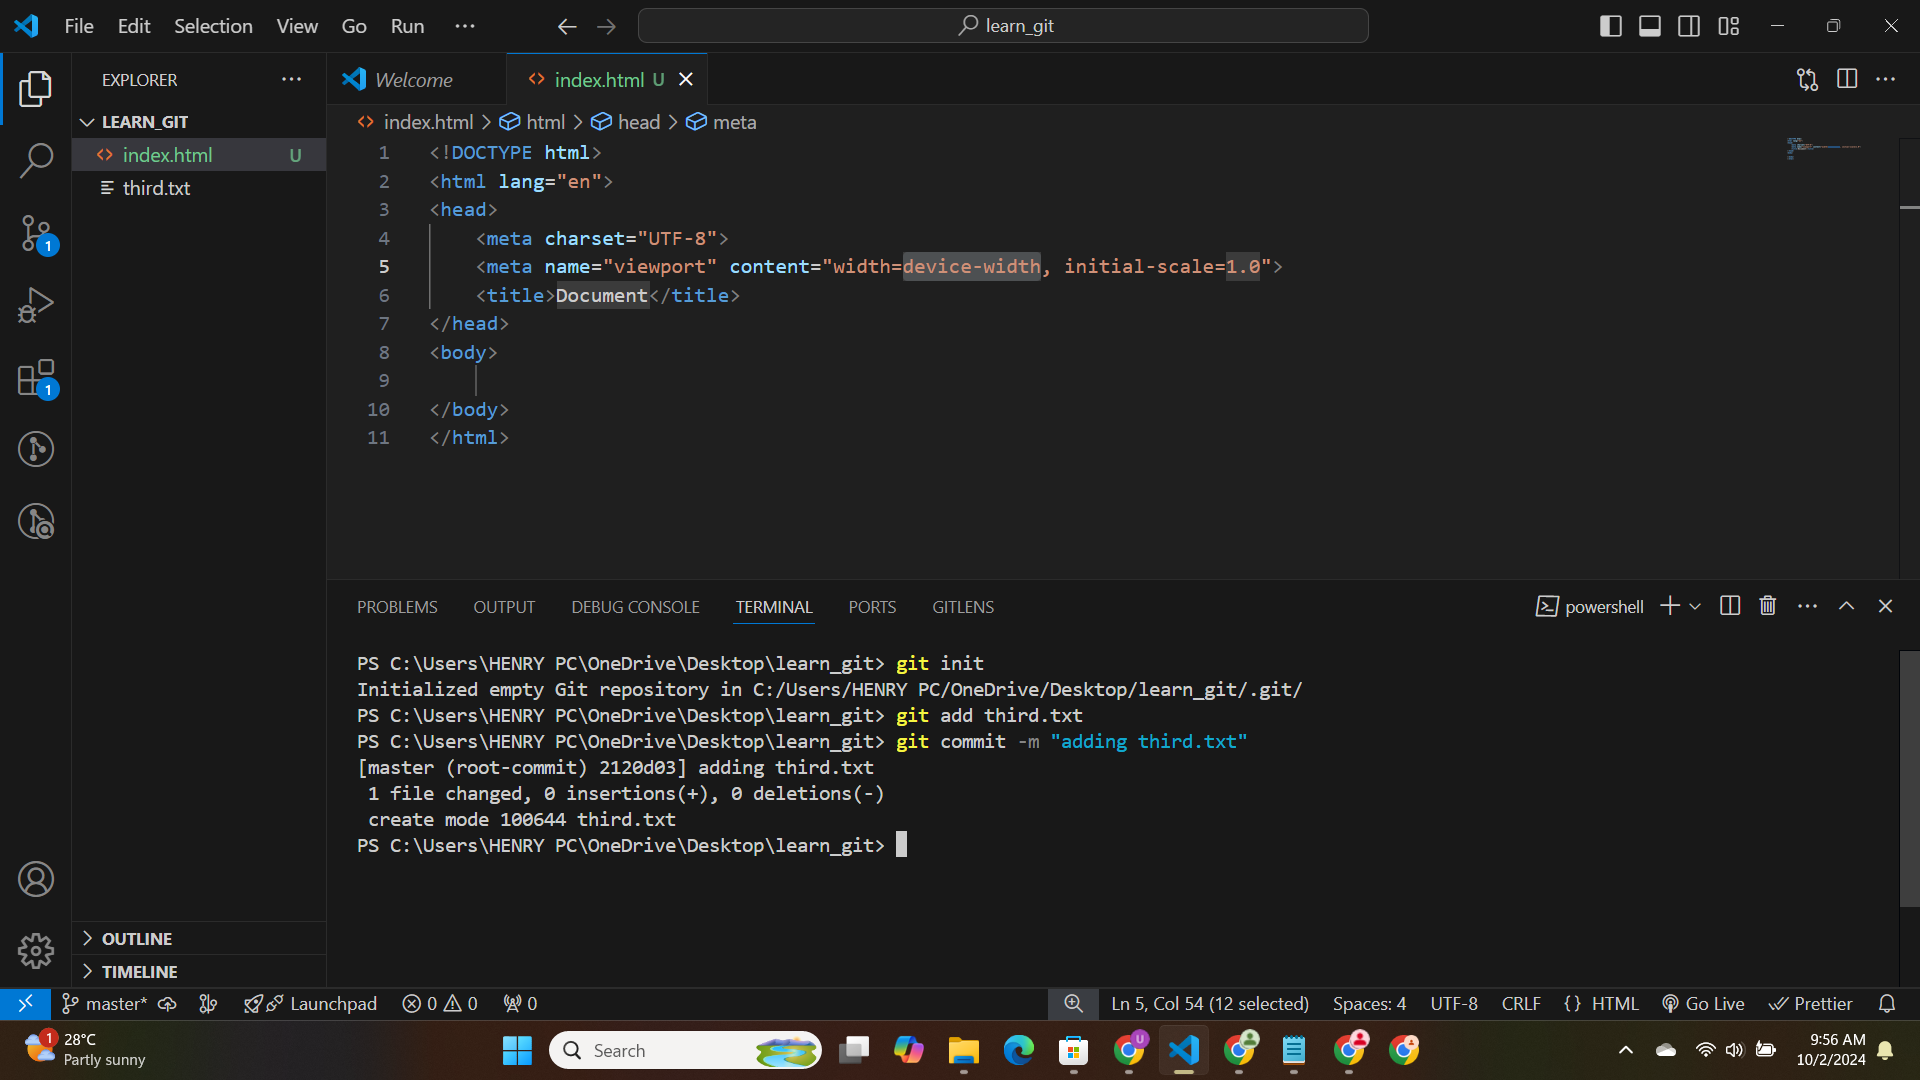 File Edit Selection View Go Run ···
learn_git
EXPLORER
LEARN_GIT
index.html U
third.txt
OUTLINE
TIMELINE
1
1
Welcome
index.html U
index.html > html > head > meta
1 <!DOCTYPE html>
2 <html lang="en">
3 <head>
4 <meta charset="UTF-8">
5 <meta name="viewport" content="width=device-width, initial-scale=1.0">
6 <title>Document</title>
7 </head>
8 <body>
9
10 </body>
11 </html>
PROBLEMS OUTPUT DEBUG CONSOLE TERMINAL PORTS GITLENS
powershell
PS C:\Users\HENRY PC\OneDrive\Desktop\learn_git> git init
Initialized empty Git repository in C:/Users/HENRY PC/OneDrive/Desktop/learn_git/.git/
PS C:\Users\HENRY PC\OneDrive\Desktop\learn_git> git add third.txt
PS C:\Users\HENRY PC\OneDrive\Desktop\learn_git> git commit -m "adding third.txt"
[master (root-commit) 2120d03] adding third.txt
1 file changed, 0 insertions(+), 0 deletions(-)
create mode 100644 third.txt
PS C:\Users\HENRY PC\OneDrive\Desktop\learn_git>
master* Launchpad 0 0 0
Ln 5, Col 54 (12 selected) Spaces: 4 UTF-8 CRLF {} HTML Go Live Prettier
1
28°C
Partly sunny
Search
U
9:56 AM
10/2/2024